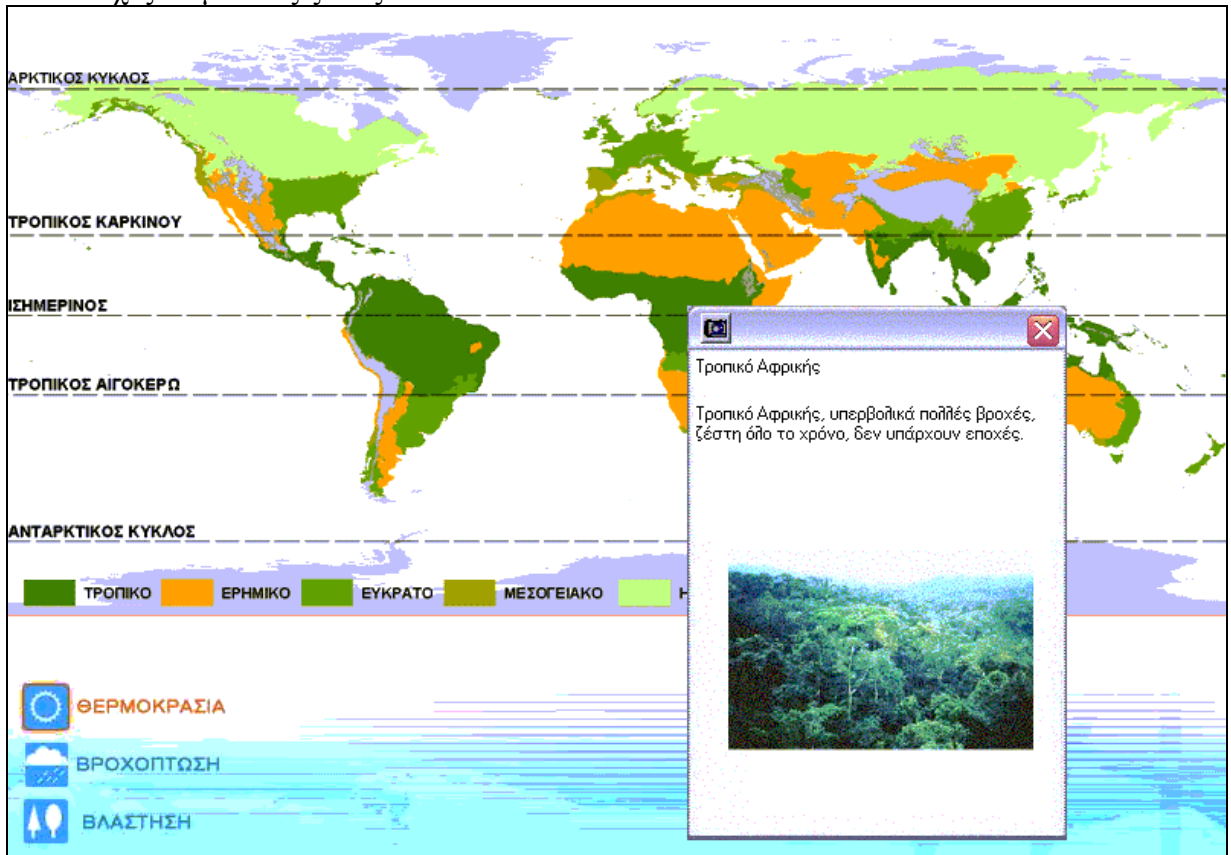 ΑΡΚΤΙΚΟΣ ΚΥΚΛΟΣ
ΤΡΟΠΙΚΟΣ ΚΑΡΚΙΝΟΥ
ΙΣΗΜΕΡΙΝΟΣ
ΤΡΟΠΙΚΟΣ ΑΙΓΟΚΕΡΩ
Τροπικό Αφρικής
Τροπικό Αφρικής, υπερβολικά πολλές βροχές,
ζέστη όλο το χρόνο, δεν υπάρχουν εποχές.
ΑΝΤΑΡΚΤΙΚΟΣ ΚΥΚΛΟΣ
ΤΡΟΠΙΚΟ ΕΡΗΜΙΚΟ ΕΥΚΡΑΤΟ ΜΕΣΟΓΕΙΑΚΟ
ΘΕΡΜΟΚΡΑΣΙΑ
ΒΡΟΧΟΠΤΩΣΗ
ΒΛΑΣΤΗΣΗ